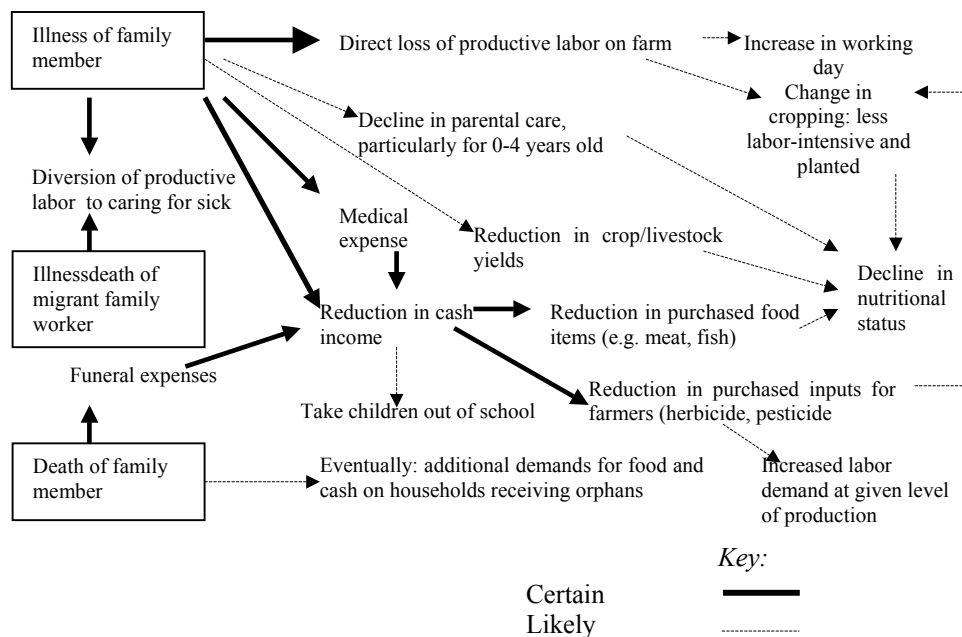 Illness of family
member
Direct loss of productive labor on farm
Increase in working
day
Change in
cropping: less
labor-intensive and
planted
Decline in parental care,
particularly for 0-4 years old
Diversion of productive
labor to caring for sick
Medical
expense
Reduction in crop/livestock
yields
Illnessdeath of
migrant family
worker
Decline in
nutritional
status
Reduction in cash
income
Reduction in purchased food
items (e.g. meat, fish)
Funeral expenses
Reduction in purchased inputs for
farmers (herbicide, pesticide
Take children out of school
Death of family
member
Eventually: additional demands for food and
cash on households receiving orphans
Increased labor
demand at given level
of production
Key:
Certain
Likely